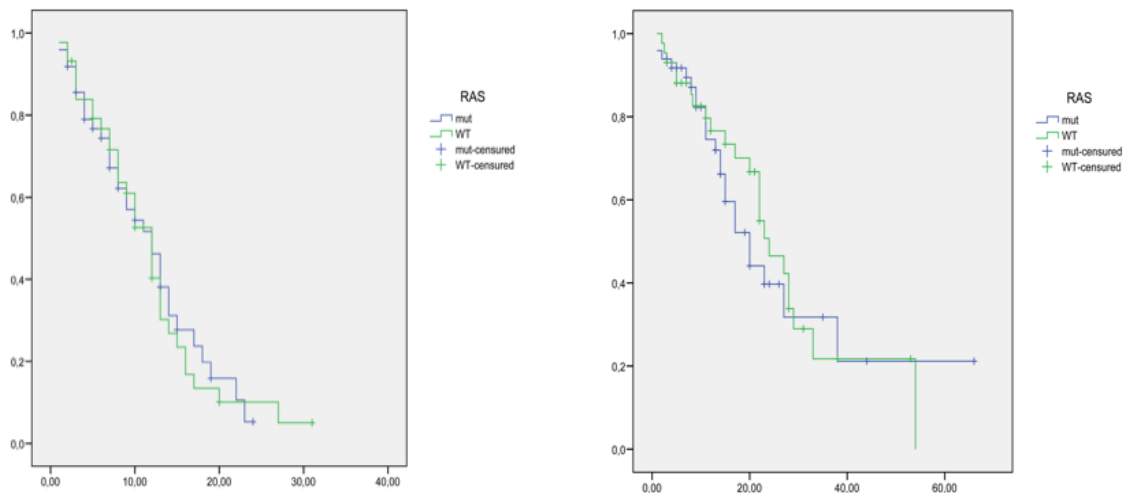 1,0
0,8
0,6
0,4
0,2
0,0
0,00 10,00 20,00 30,00 40,00
RAS
mut
WT
mut-censured
WT-censured
1,0
0,8
0,6
0,4
0,2
0,0
0,00 20,00 40,00 60,00
RAS
mut
WT
mut-censured
WT-censured